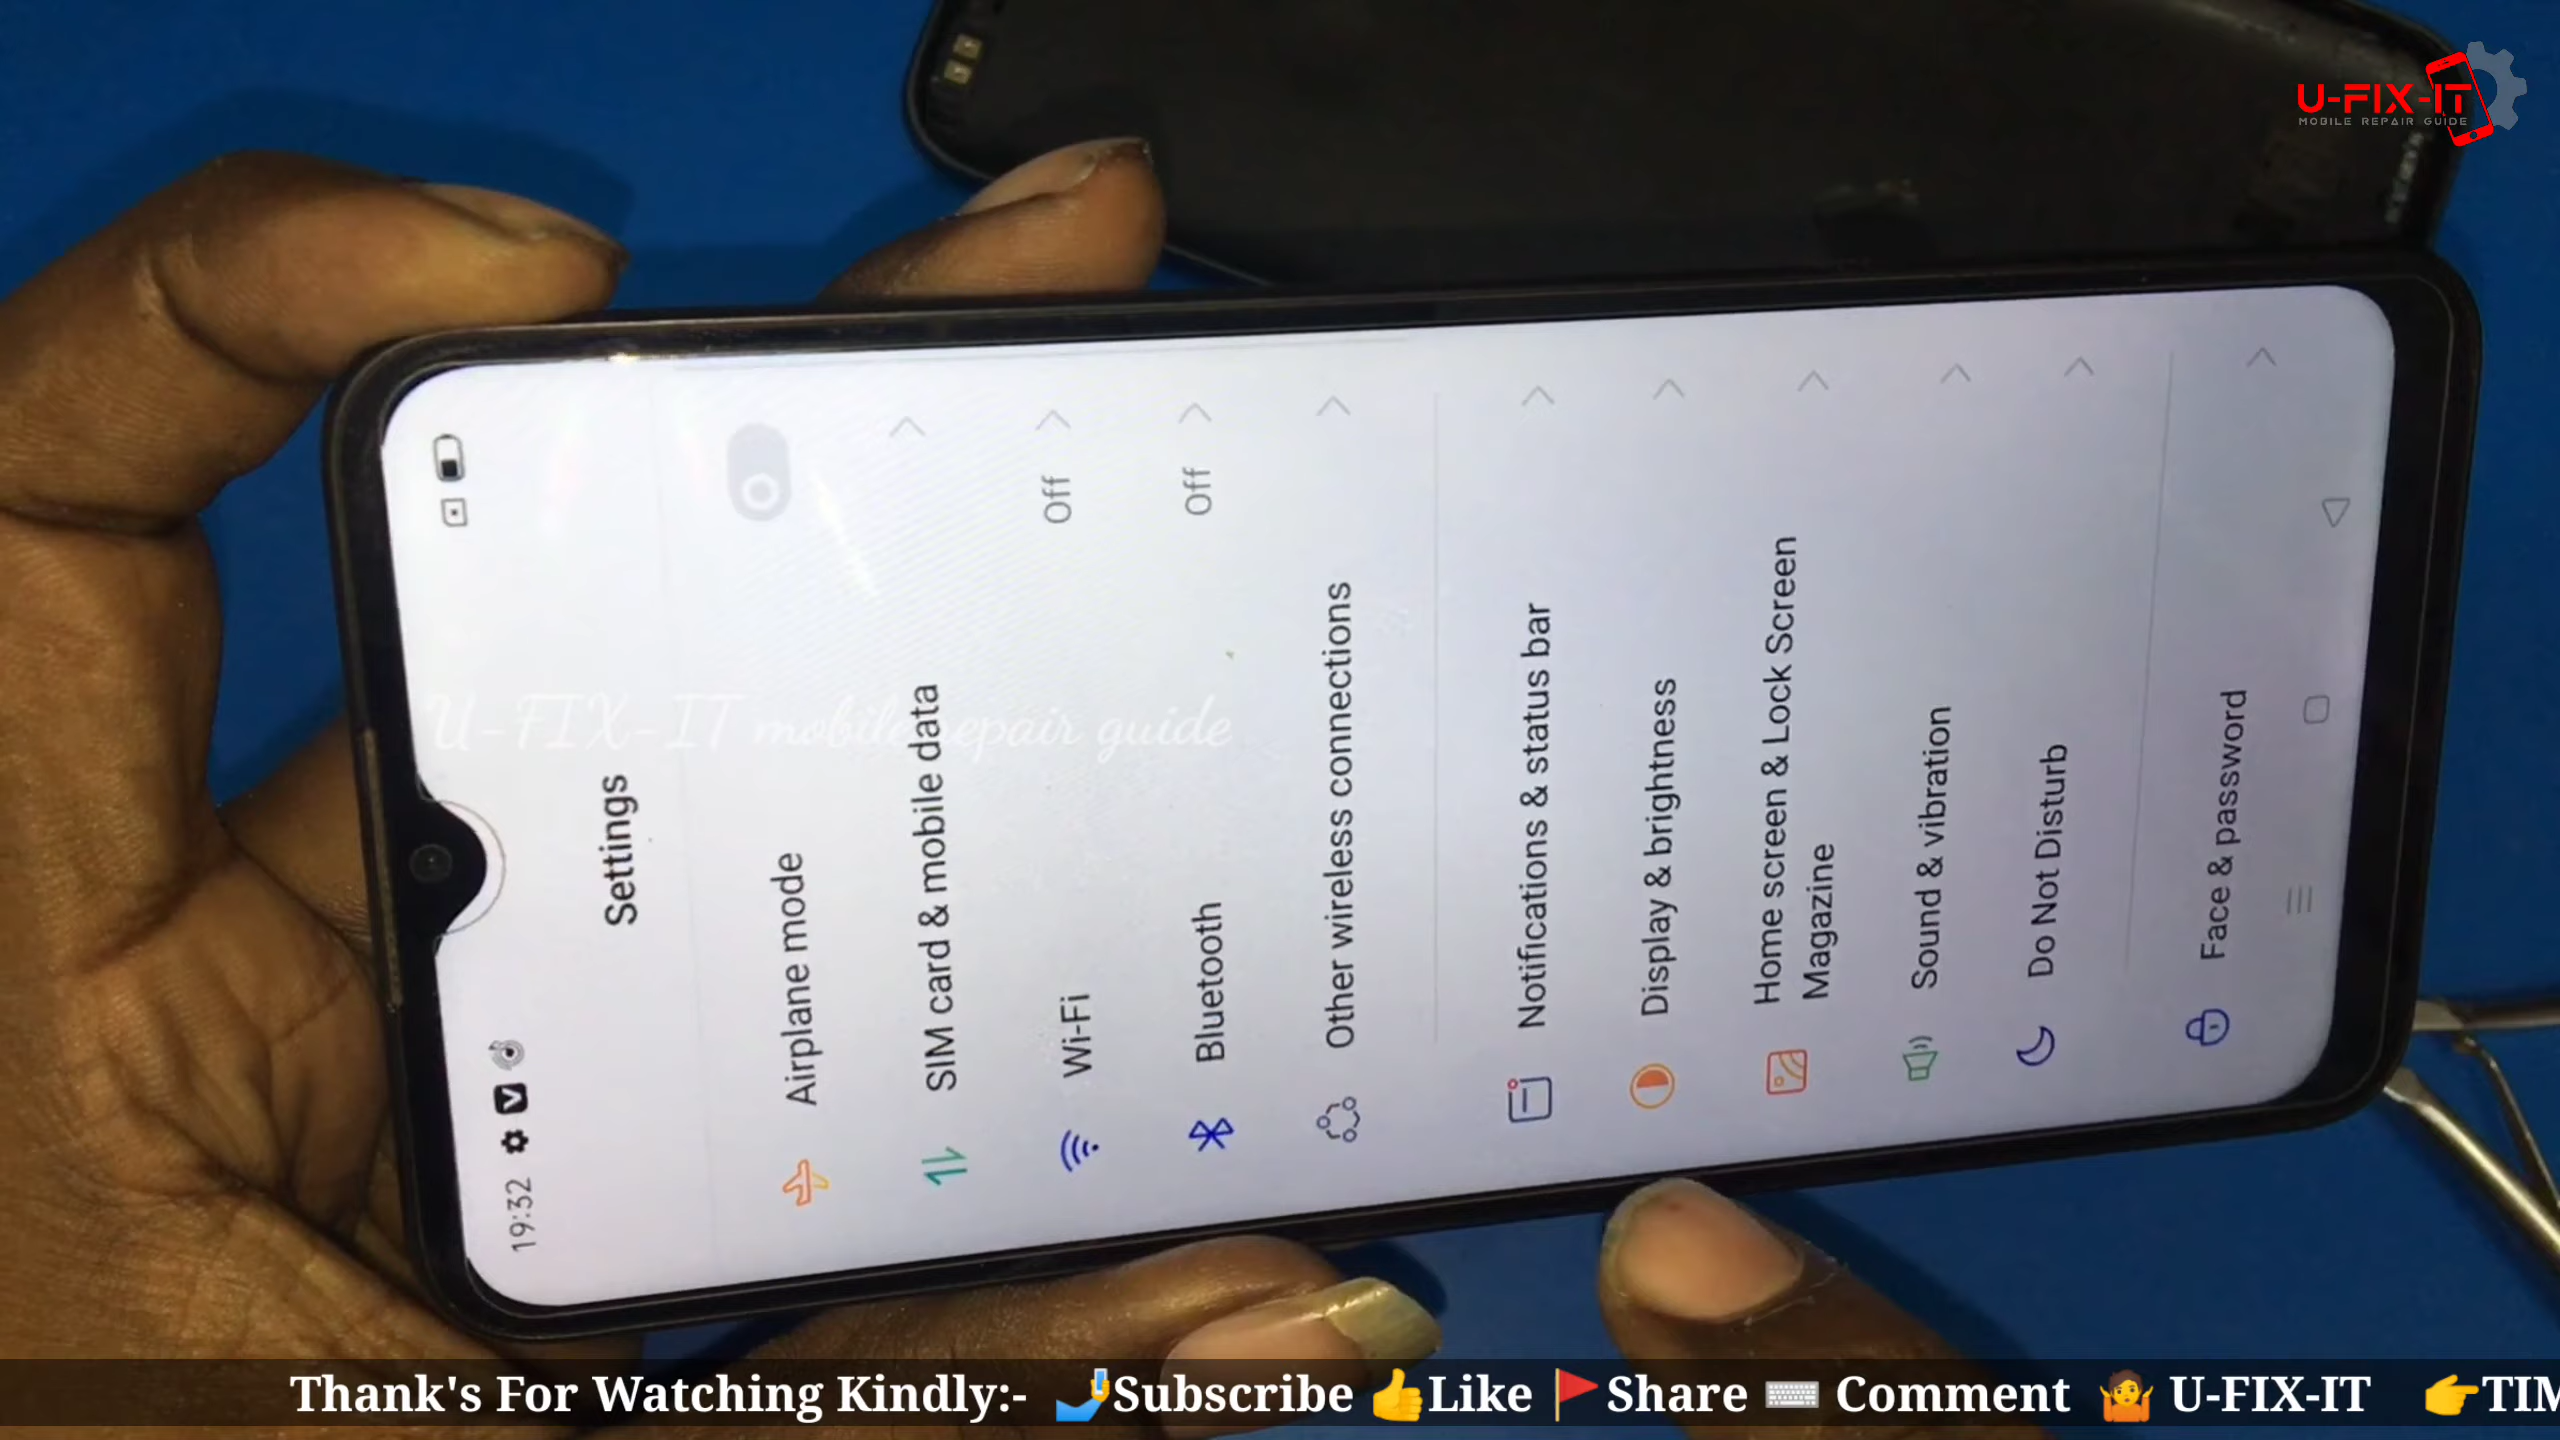 U-FIX-IT
MOBILE REPAIR GUIDE
19:32
Settings
Airplane mode
SIM card & mobile data
Wi-Fi
Off
Bluetooth
Off
Other wireless connections
Notifications & status bar
Display & brightness
Home screen & Lock Screen
Magazine
Sound & vibration
Do Not Disturb
Face & password
U-FIX-IT mobile repair guide
Thank's For Watching Kindly:- 🤳Subscribe 👍Like 🚩Share ⌨️ Comment 🤷 U-FIX-IT 👉TIM